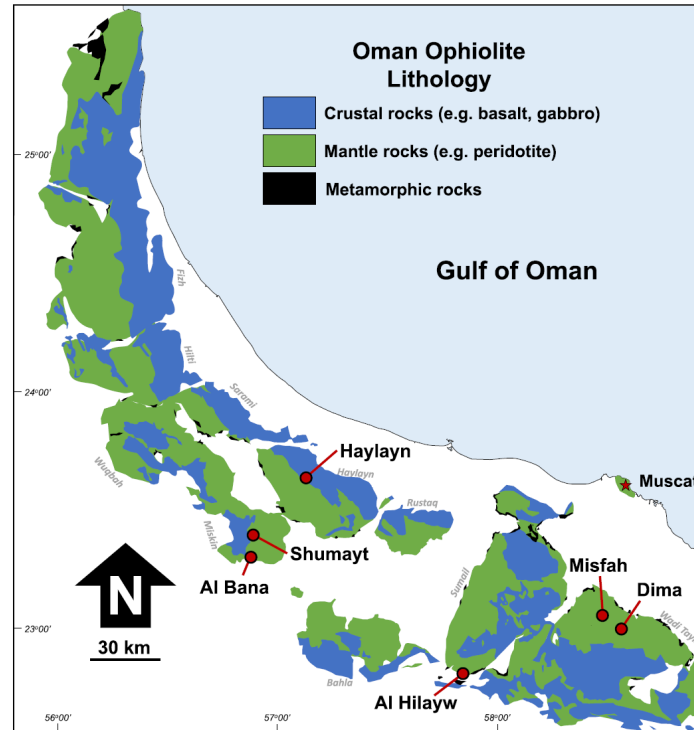 Oman Ophiolite
Lithology
Crustal rocks (e.g. basalt, gabbro)
Mantle rocks (e.g. peridotite)
Metamorphic rocks
25°00'
Gulf of Oman
Fizh
Hilti
24°00'
Sarami
Haylayn
Haylayn
Wuqbah
Rustaq
Muscat
Miskin
Shumayt
Al Bana
Sumail
Misfah
Dima
N
Wadi Taye
23°00'
30 km
Bahla
Al Hilayw
56°00'
57°00'
58°00'